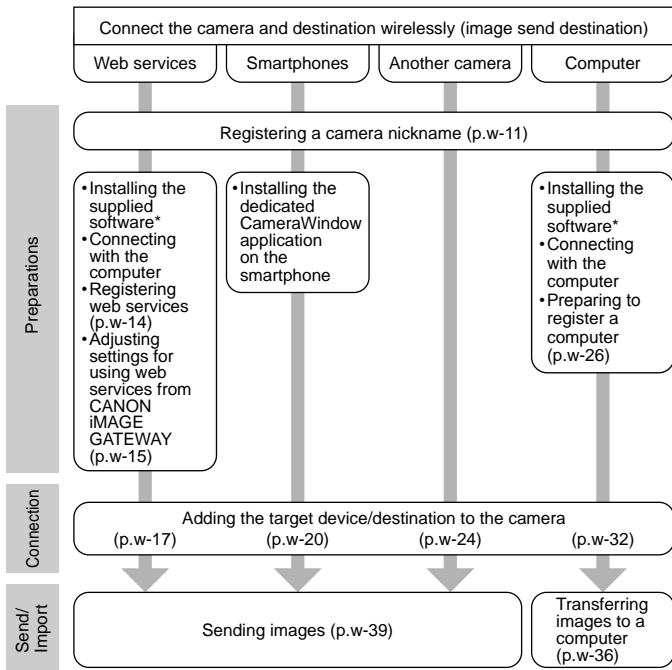 Connect the camera and destination wirelessly (image send destination)
Web services
Smartphones
Another camera
Computer
Preparations
Registering a camera nickname (p.w-11)
•Installing the
supplied
software*
•Connecting
with the
computer
•Registering
web services
(p.w-14)
•Adjusting
settings for
using web
services from
CANON
iMAGE
GATEWAY
(p.w-15)
•Installing the
dedicated
CameraWindow
application
on the
smartphone
•Installing the
supplied
software*
•Connecting
with the
computer
•Preparing to
register a
computer
(p.w-26)
Connection
Adding the target device/destination to the camera
(p.w-17)
(p.w-20)
(p.w-24)
(p.w-32)
Send/
Import
Sending images (p.w-39)
Transferring
images to a
computer
(p.w-36)